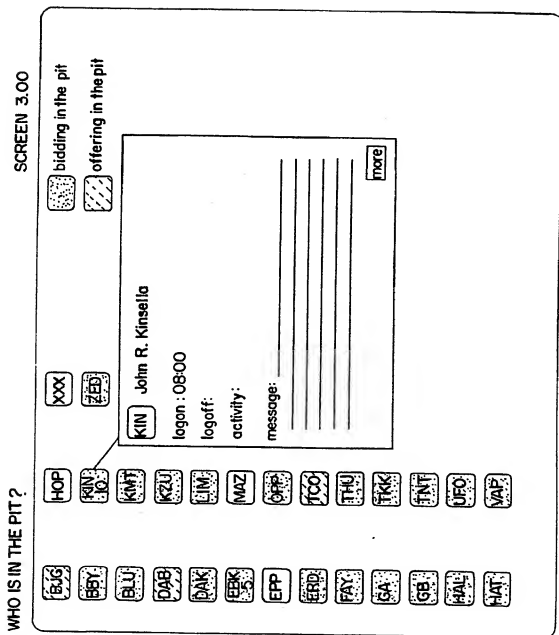 WHO IS IN THE PIT?
SCREEN 3.00
BJG
BBY
BLU
DAB
DAK
EBK
5
EPP
ERD
FAY
GA
GB
HAL
HAT
HOP
KIN
10
KMT
KZU
LIM
MAZ
OPP
TCO
THU
TKK
TNT
UFO
VAP
XXX
ZED
bidding in the pit
offering in the pit
KIN John R. Kinsella
logon : 08:00
logoff:
activity:
message:
more